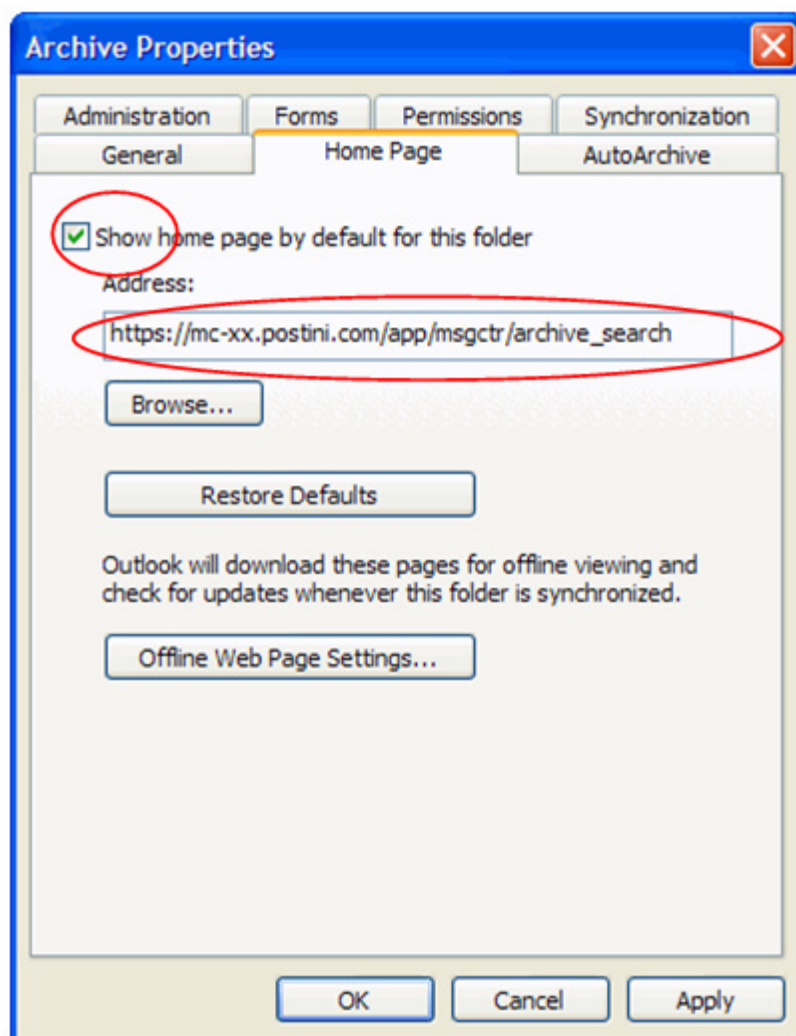 Archive Properties
Administration Forms Permissions Synchronization
General Home Page AutoArchive
Show home page by default for this folder
Address:
https://mc-xx.postini.com/app/msgctr/archive_search
Browse...
Restore Defaults
Outlook will download these pages for offline viewing and
check for updates whenever this folder is synchronized.
Offline Web Page Settings...
OK Cancel Apply